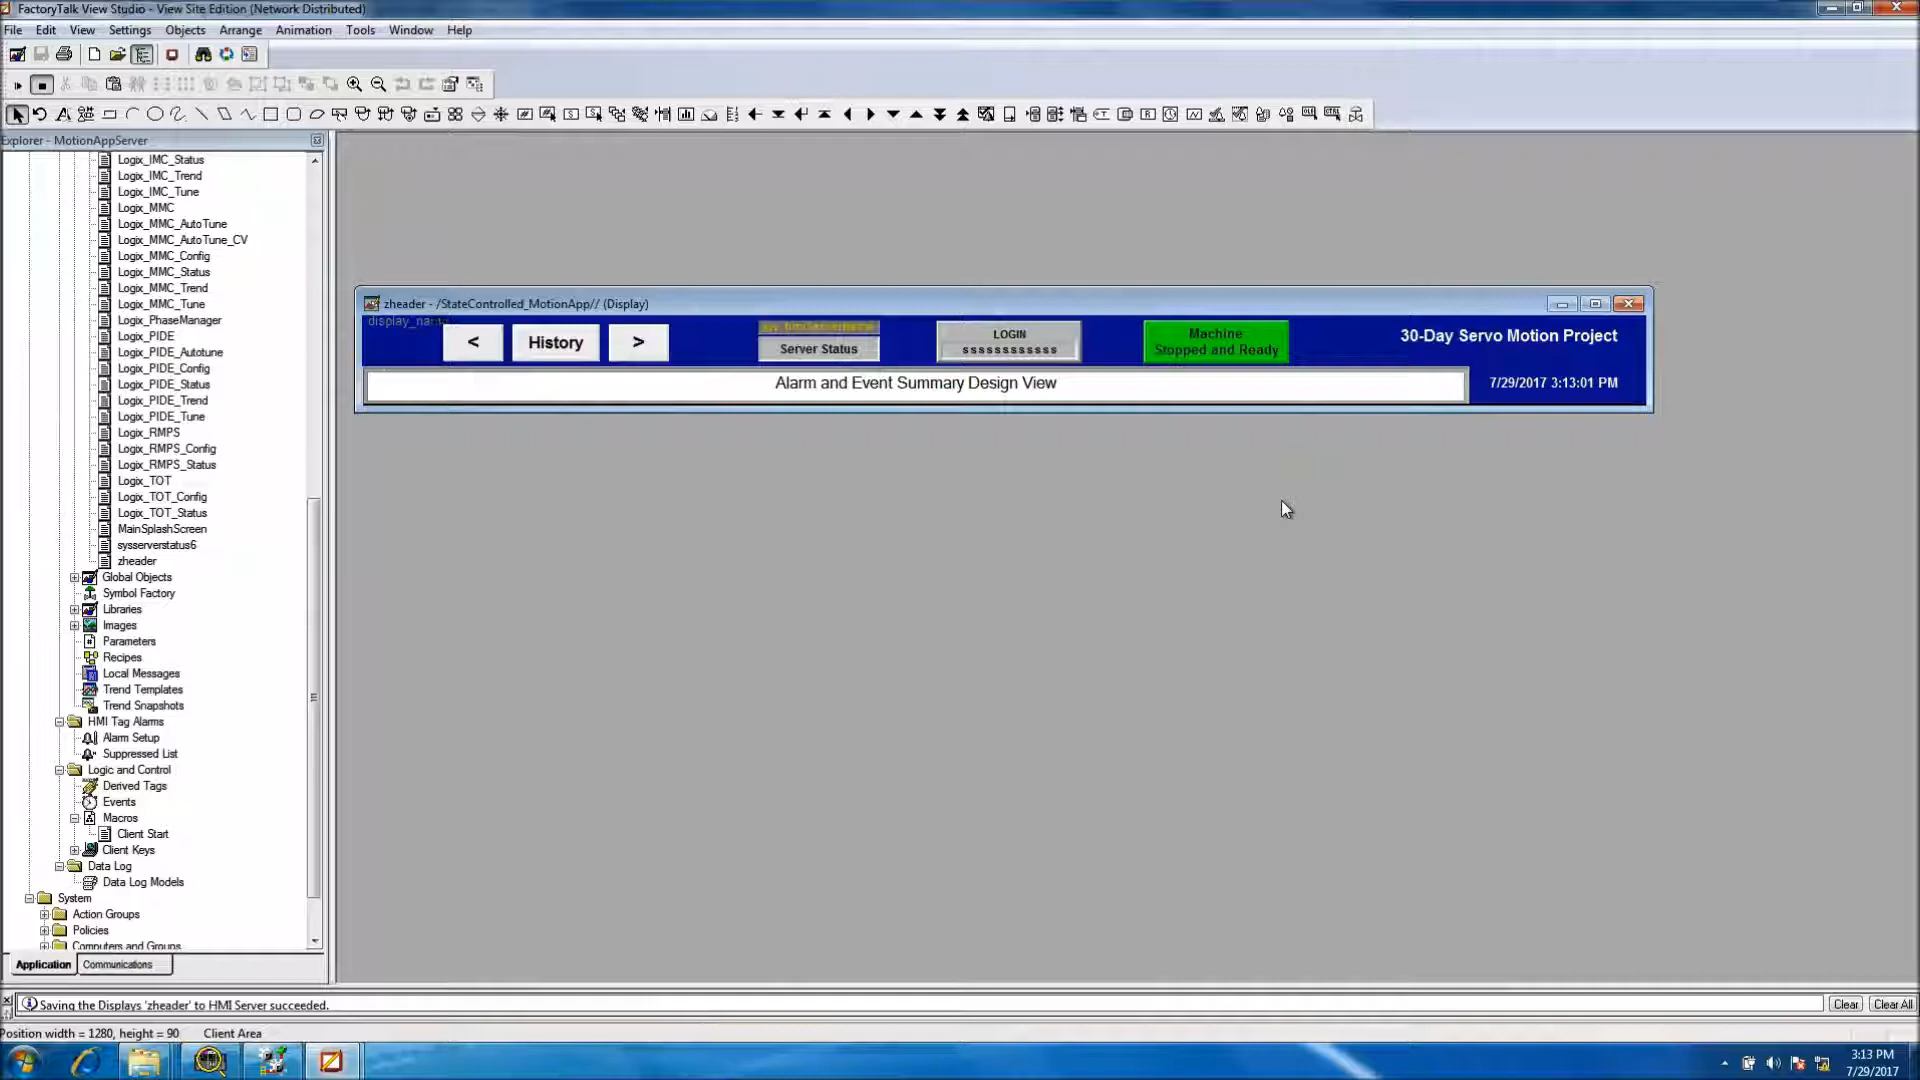 FactoryTalk View Studio - View Site Edition (Network Distributed)
File Edit View Settings Objects Arrange Animation Tools Window Help
Explorer - MotionAppServer
Logix_IMC_Status
Logix_IMC_Trend
Logix_IMC_Tune
Logix_MMC
Logix_MMC_AutoTune
Logix_MMC_AutoTune_CV
Logix_MMC_Config
Logix_MMC_Status
Logix_MMC_Trend
Logix_MMC_Tune
Logix_PhaseManager
Logix_PIDE
Logix_PIDE_Autotune
Logix_PIDE_Config
Logix_PIDE_Status
Logix_PIDE_Trend
Logix_PIDE_Tune
Logix_RMPS
Logix_RMPS_Config
Logix_RMPS_Status
Logix_TOT
Logix_TOT_Config
Logix_TOT_Status
MainSplashScreen
sysserverstatus6
zheader
Global Objects
Symbol Factory
Libraries
Images
Parameters
Recipes
Local Messages
Trend Templates
Trend Snapshots
HMI Tag Alarms
Alarm Setup
Suppressed List
Logic and Control
Derived Tags
Events
Macros
Client Start
Client Keys
Data Log
Data Log Models
System
Action Groups
Policies
Computers and Groups
Application Communications
zheader - /StateControlled_MotionApp// (Display)
display_name
< History >
Server Status
LOGIN
ssssssssssss
Machine
Stopped and Ready
30-Day Servo Motion Project
Alarm and Event Summary Design View
7/29/2017 3:13:01 PM
Saving the Displays 'zheader' to HMI Server succeeded.
Clear Clear All
Position width = 1280, height = 90 Client Area
3:13 PM
7/29/2017